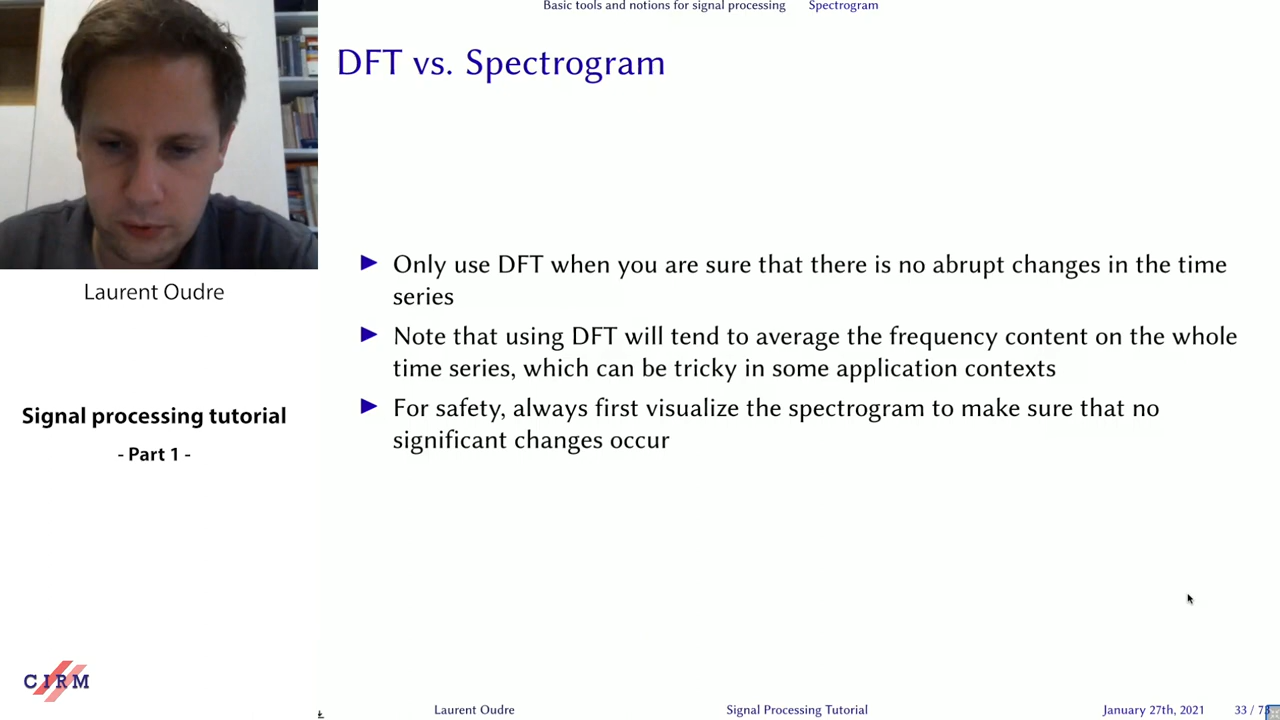 Basic tools and notions for signal processing Spectrogram
DFT vs. Spectrogram
Only use DFT when you are sure that there is no abrupt changes in the time
series
Note that using DFT will tend to average the frequency content on the whole
time series, which can be tricky in some application contexts
For safety, always first visualize the spectrogram to make sure that no
significant changes occur
Laurent Oudre
Signal processing tutorial
- Part 1 -
CIRM
Laurent Oudre Signal Processing Tutorial January 27th, 2021 33 /